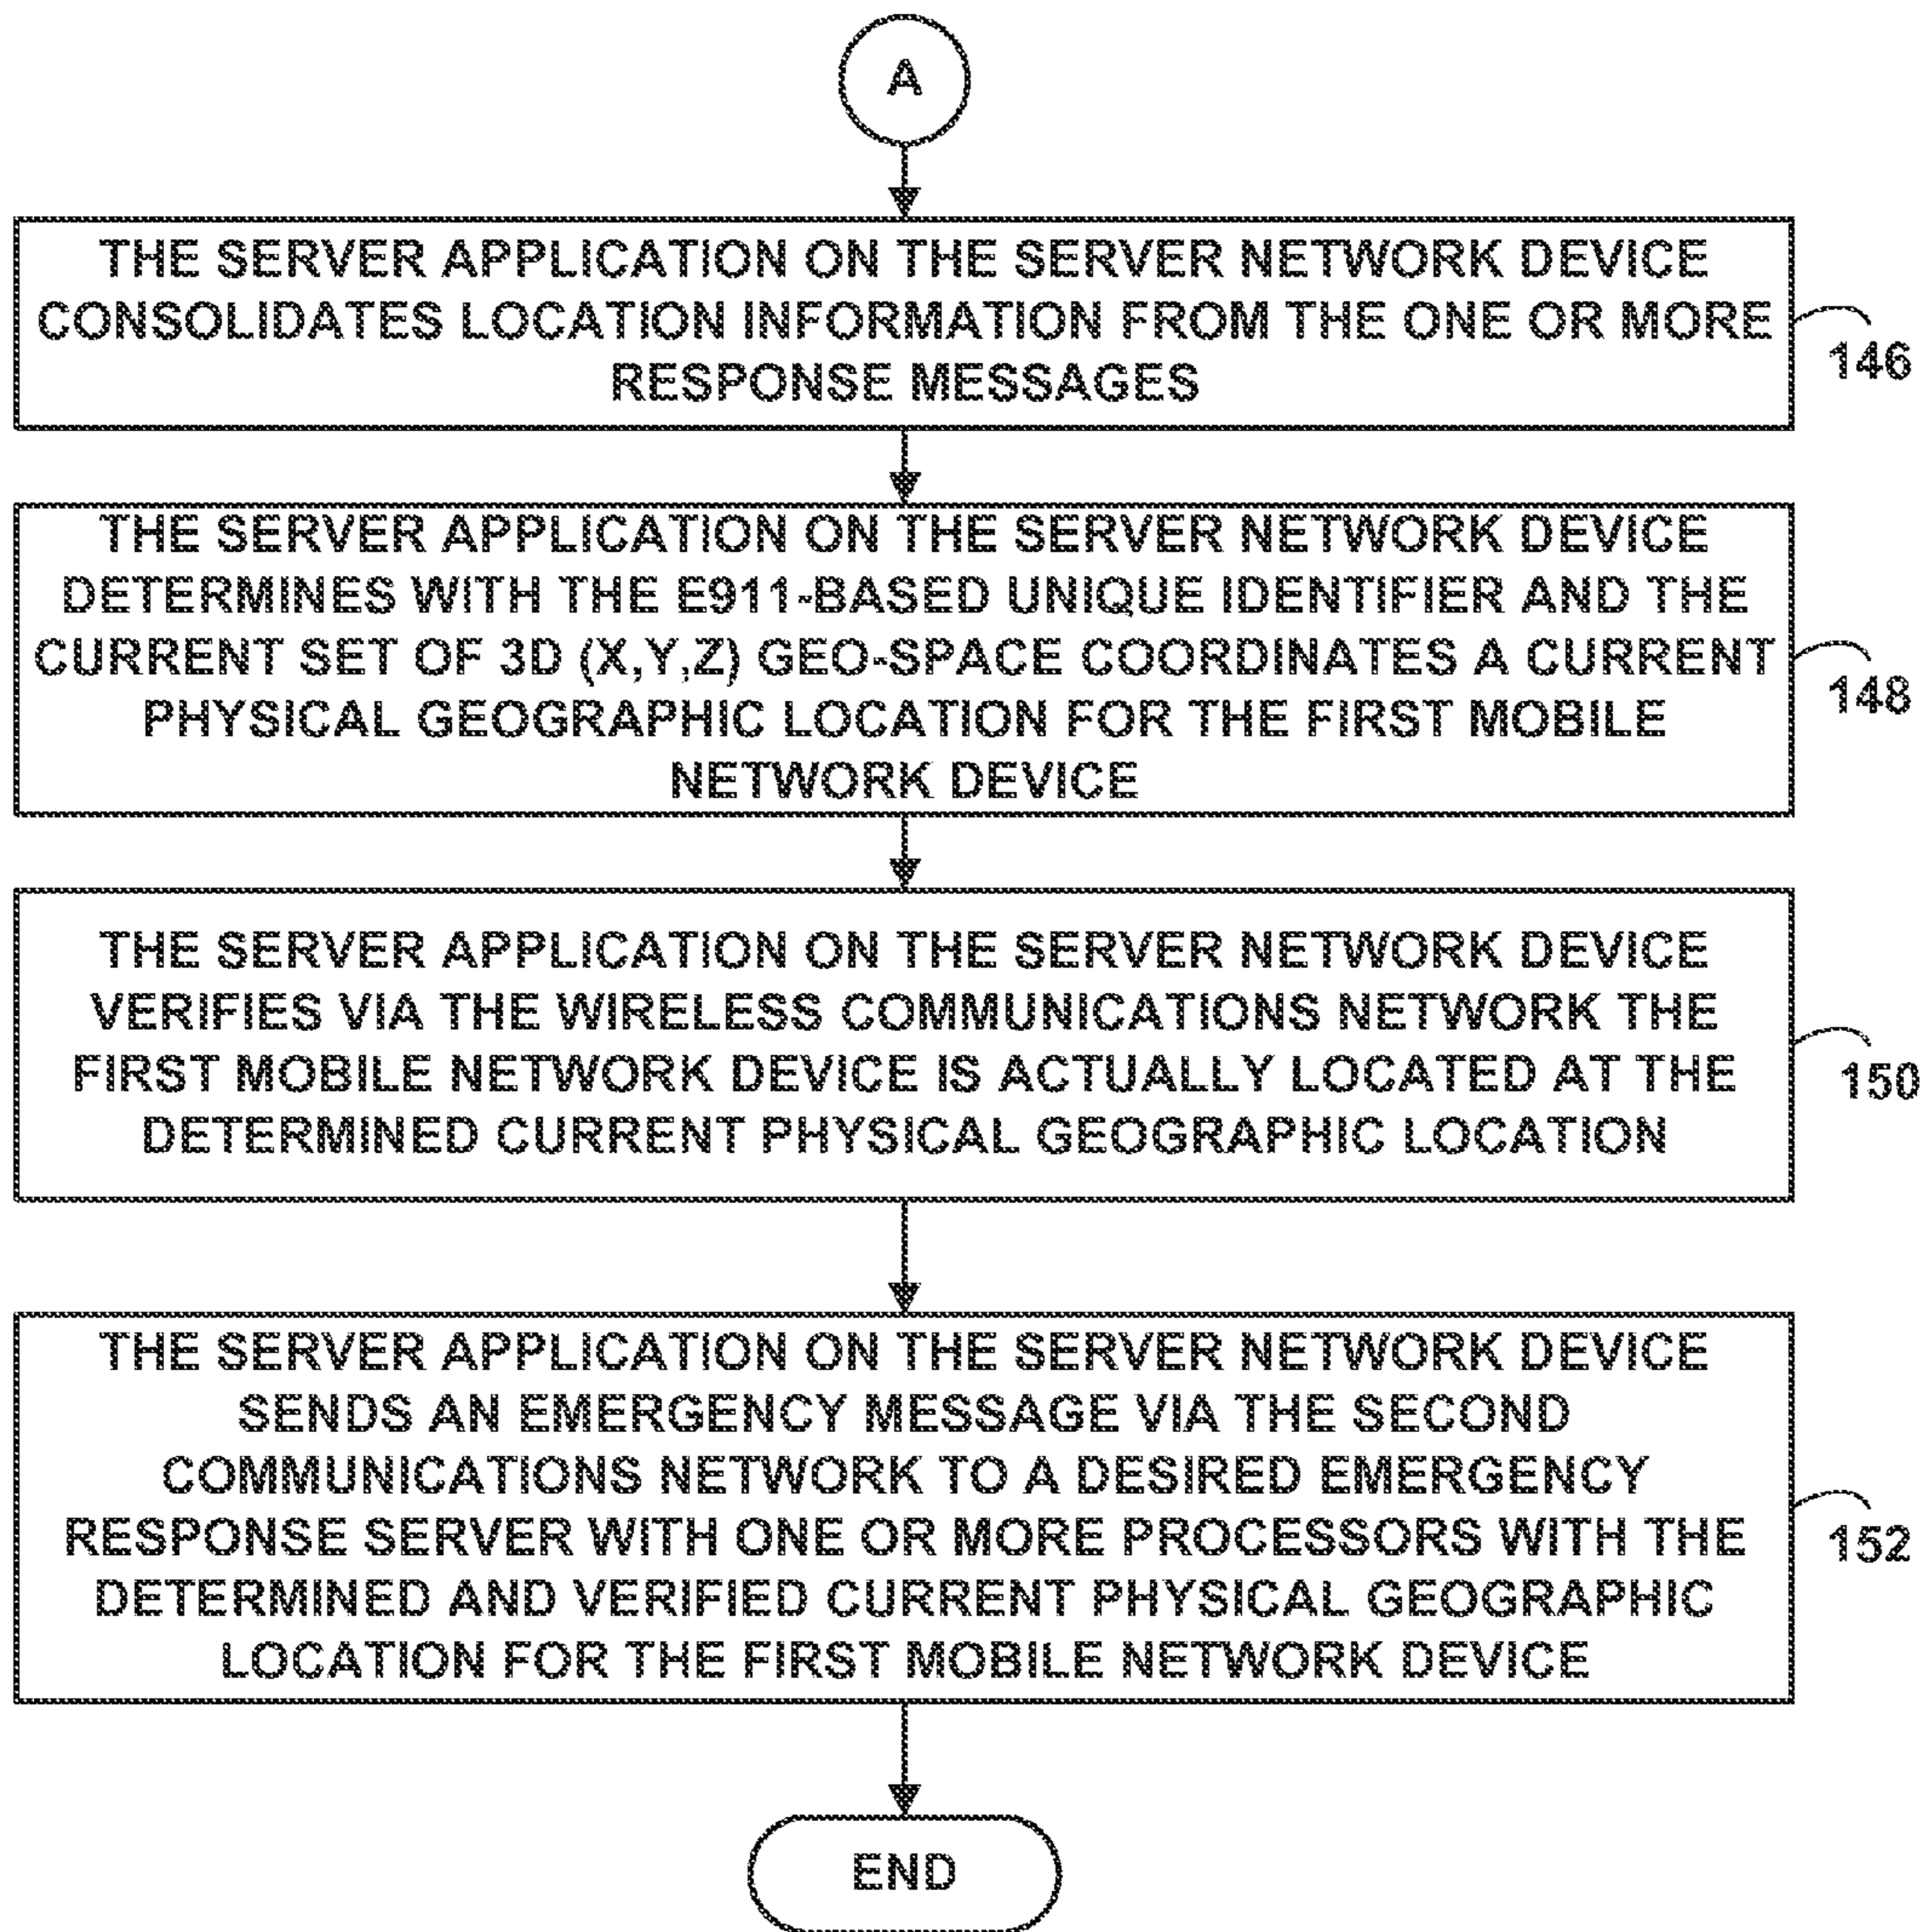 A
THE SERVER APPLICATION ON THE SERVER NETWORK DEVICE
CONSOLIDATES LOCATION INFORMATION FROM THE ONE OR MORE
RESPONSE MESSAGES
146
THE SERVER APPLICATION ON THE SERVER NETWORK DEVICE
DETERMINES WITH THE E911-BASED UNIQUE IDENTIFIER AND THE
CURRENT SET OF 3D (X,Y,Z) GEO-SPACE COORDINATES A CURRENT
PHYSICAL GEOGRAPHIC LOCATION FOR THE FIRST MOBILE
NETWORK DEVICE
148
THE SERVER APPLICATION ON THE SERVER NETWORK DEVICE
VERIFIES VIA THE WIRELESS COMMUNICATIONS NETWORK THE
FIRST MOBILE NETWORK DEVICE IS ACTUALLY LOCATED AT THE
DETERMINED CURRENT PHYSICAL GEOGRAPHIC LOCATION
150
THE SERVER APPLICATION ON THE SERVER NETWORK DEVICE
SENDS AN EMERGENCY MESSAGE VIA THE SECOND
COMMUNICATIONS NETWORK TO A DESIRED EMERGENCY
RESPONSE SERVER WITH ONE OR MORE PROCESSORS WITH THE
DETERMINED AND VERIFIED CURRENT PHYSICAL GEOGRAPHIC
LOCATION FOR THE FIRST MOBILE NETWORK DEVICE
152
END